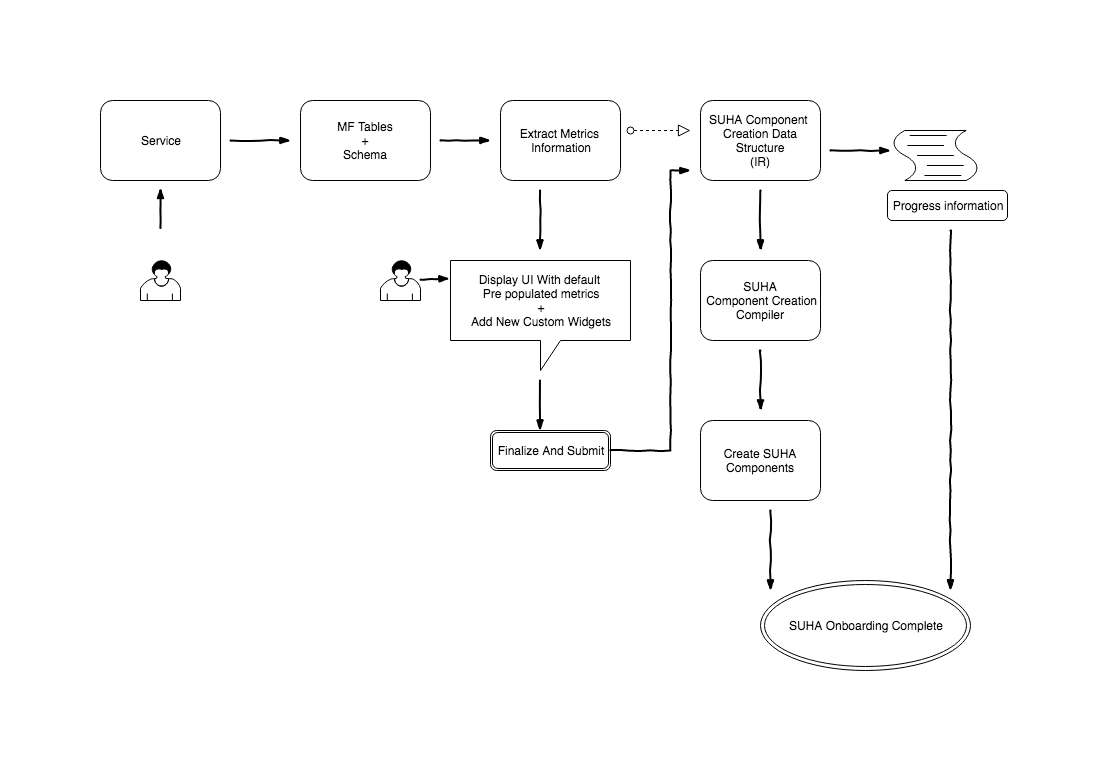 Service
MF Tables
+
Schema
Extract Metrics
Information
SUHA Component
Creation Data
Structure
(IR)
Progress information
Display UI With default
Pre populated metrics
+
Add New Custom Widgets
SUHA
Component Creation
Compiler
Finalize And Submit
Create SUHA
Components
SUHA Onboarding Complete